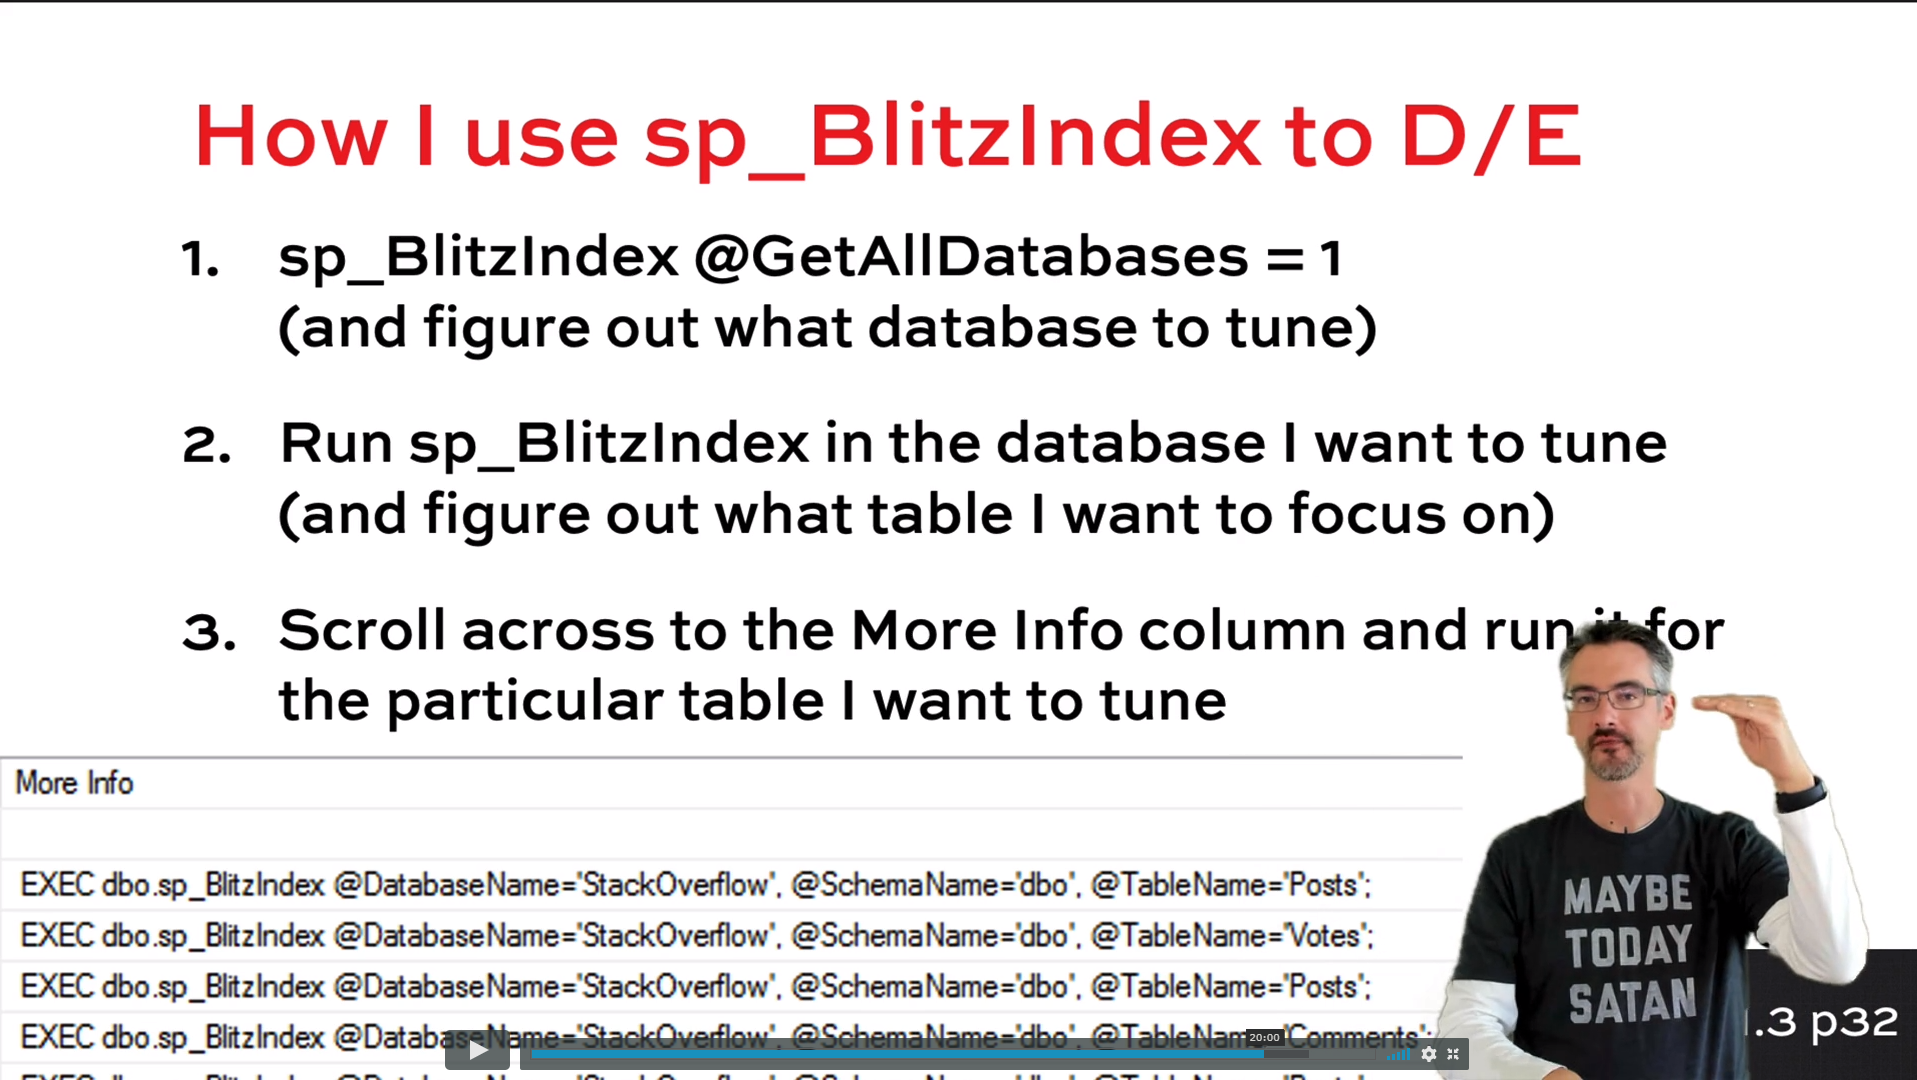 How I use sp_BlitzIndex to D/E
1. sp_BlitzIndex @GetAllDatabases = 1
(and figure out what database to tune)
2. Run sp_BlitzIndex in the database I want to tune
(and figure out what table I want to focus on)
3. Scroll across to the More Info column and run it for
the particular table I want to tune
More Info
EXEC dbo.sp_BlitzIndex @DatabaseName='StackOverflow', @SchemaName='dbo', @TableName='Posts';
EXEC dbo.sp_BlitzIndex @DatabaseName='StackOverflow', @SchemaName='dbo', @TableName='Votes';
EXEC dbo.sp_BlitzIndex @DatabaseName='StackOverflow', @SchemaName='dbo', @TableName='Posts';
EXEC dbo.sp_BlitzIndex @DatabaseName='StackOverflow', @SchemaName='dbo', @TableName='Comments';
20:00
MAYBE
TODAY
SATAN
.3 p32